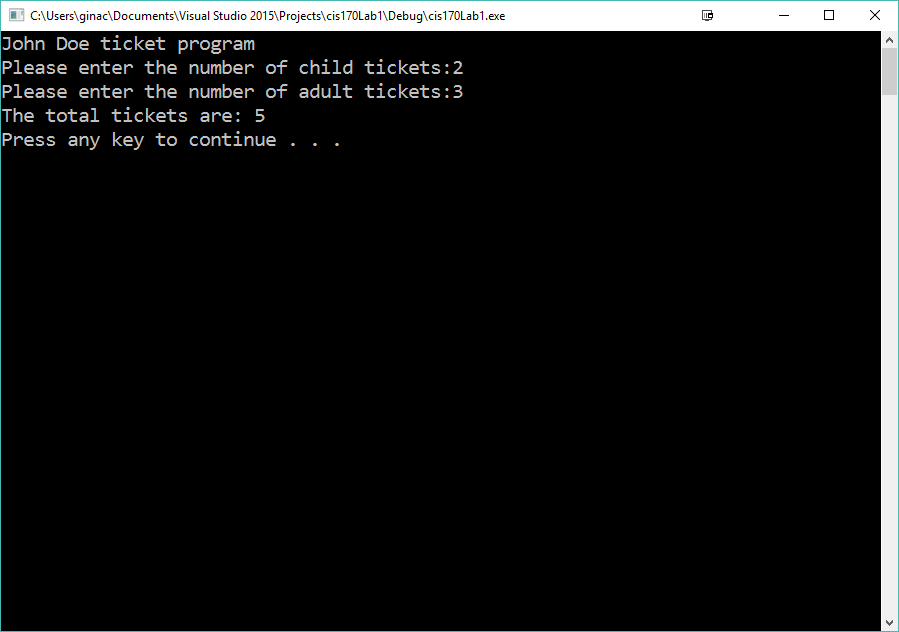 C:\Users\ginac\Documents\Visual Studio 2015\Projects\cis170Lab1\Debug\cis170Lab1.exe
John Doe ticket program
Please enter the number of child tickets:2
Please enter the number of adult tickets:3
The total tickets are: 5
Press any key to continue . . .